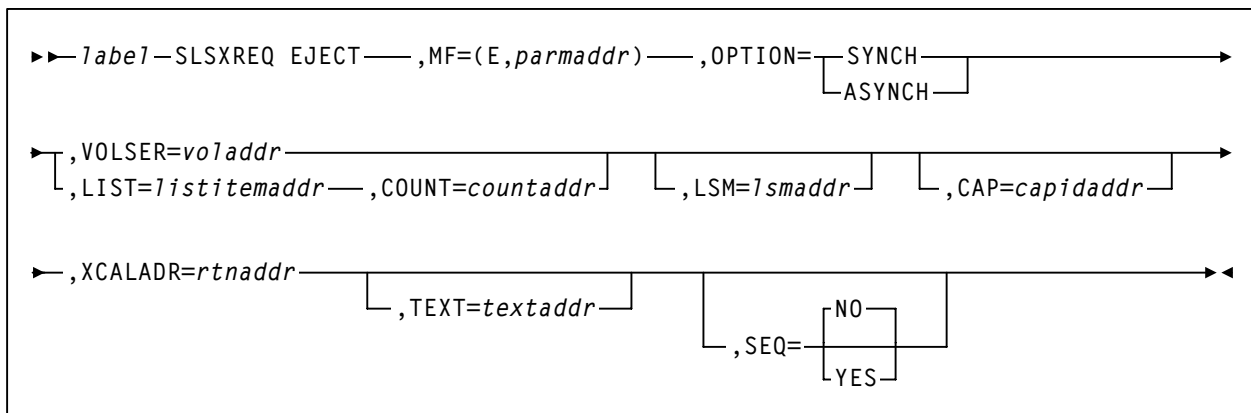 label SLSXREQ EJECT ,MF=(E,parmaddr) ,OPTION= SYNCH
ASYNCH
,VOLSER=voladdr
,LIST=listitemaddr ,COUNT=countaddr ,LSM=lsmaddr ,CAP=capidaddr
,XCALADR=rtnaddr
,TEXT=textaddr
NO
,SEQ=
YES